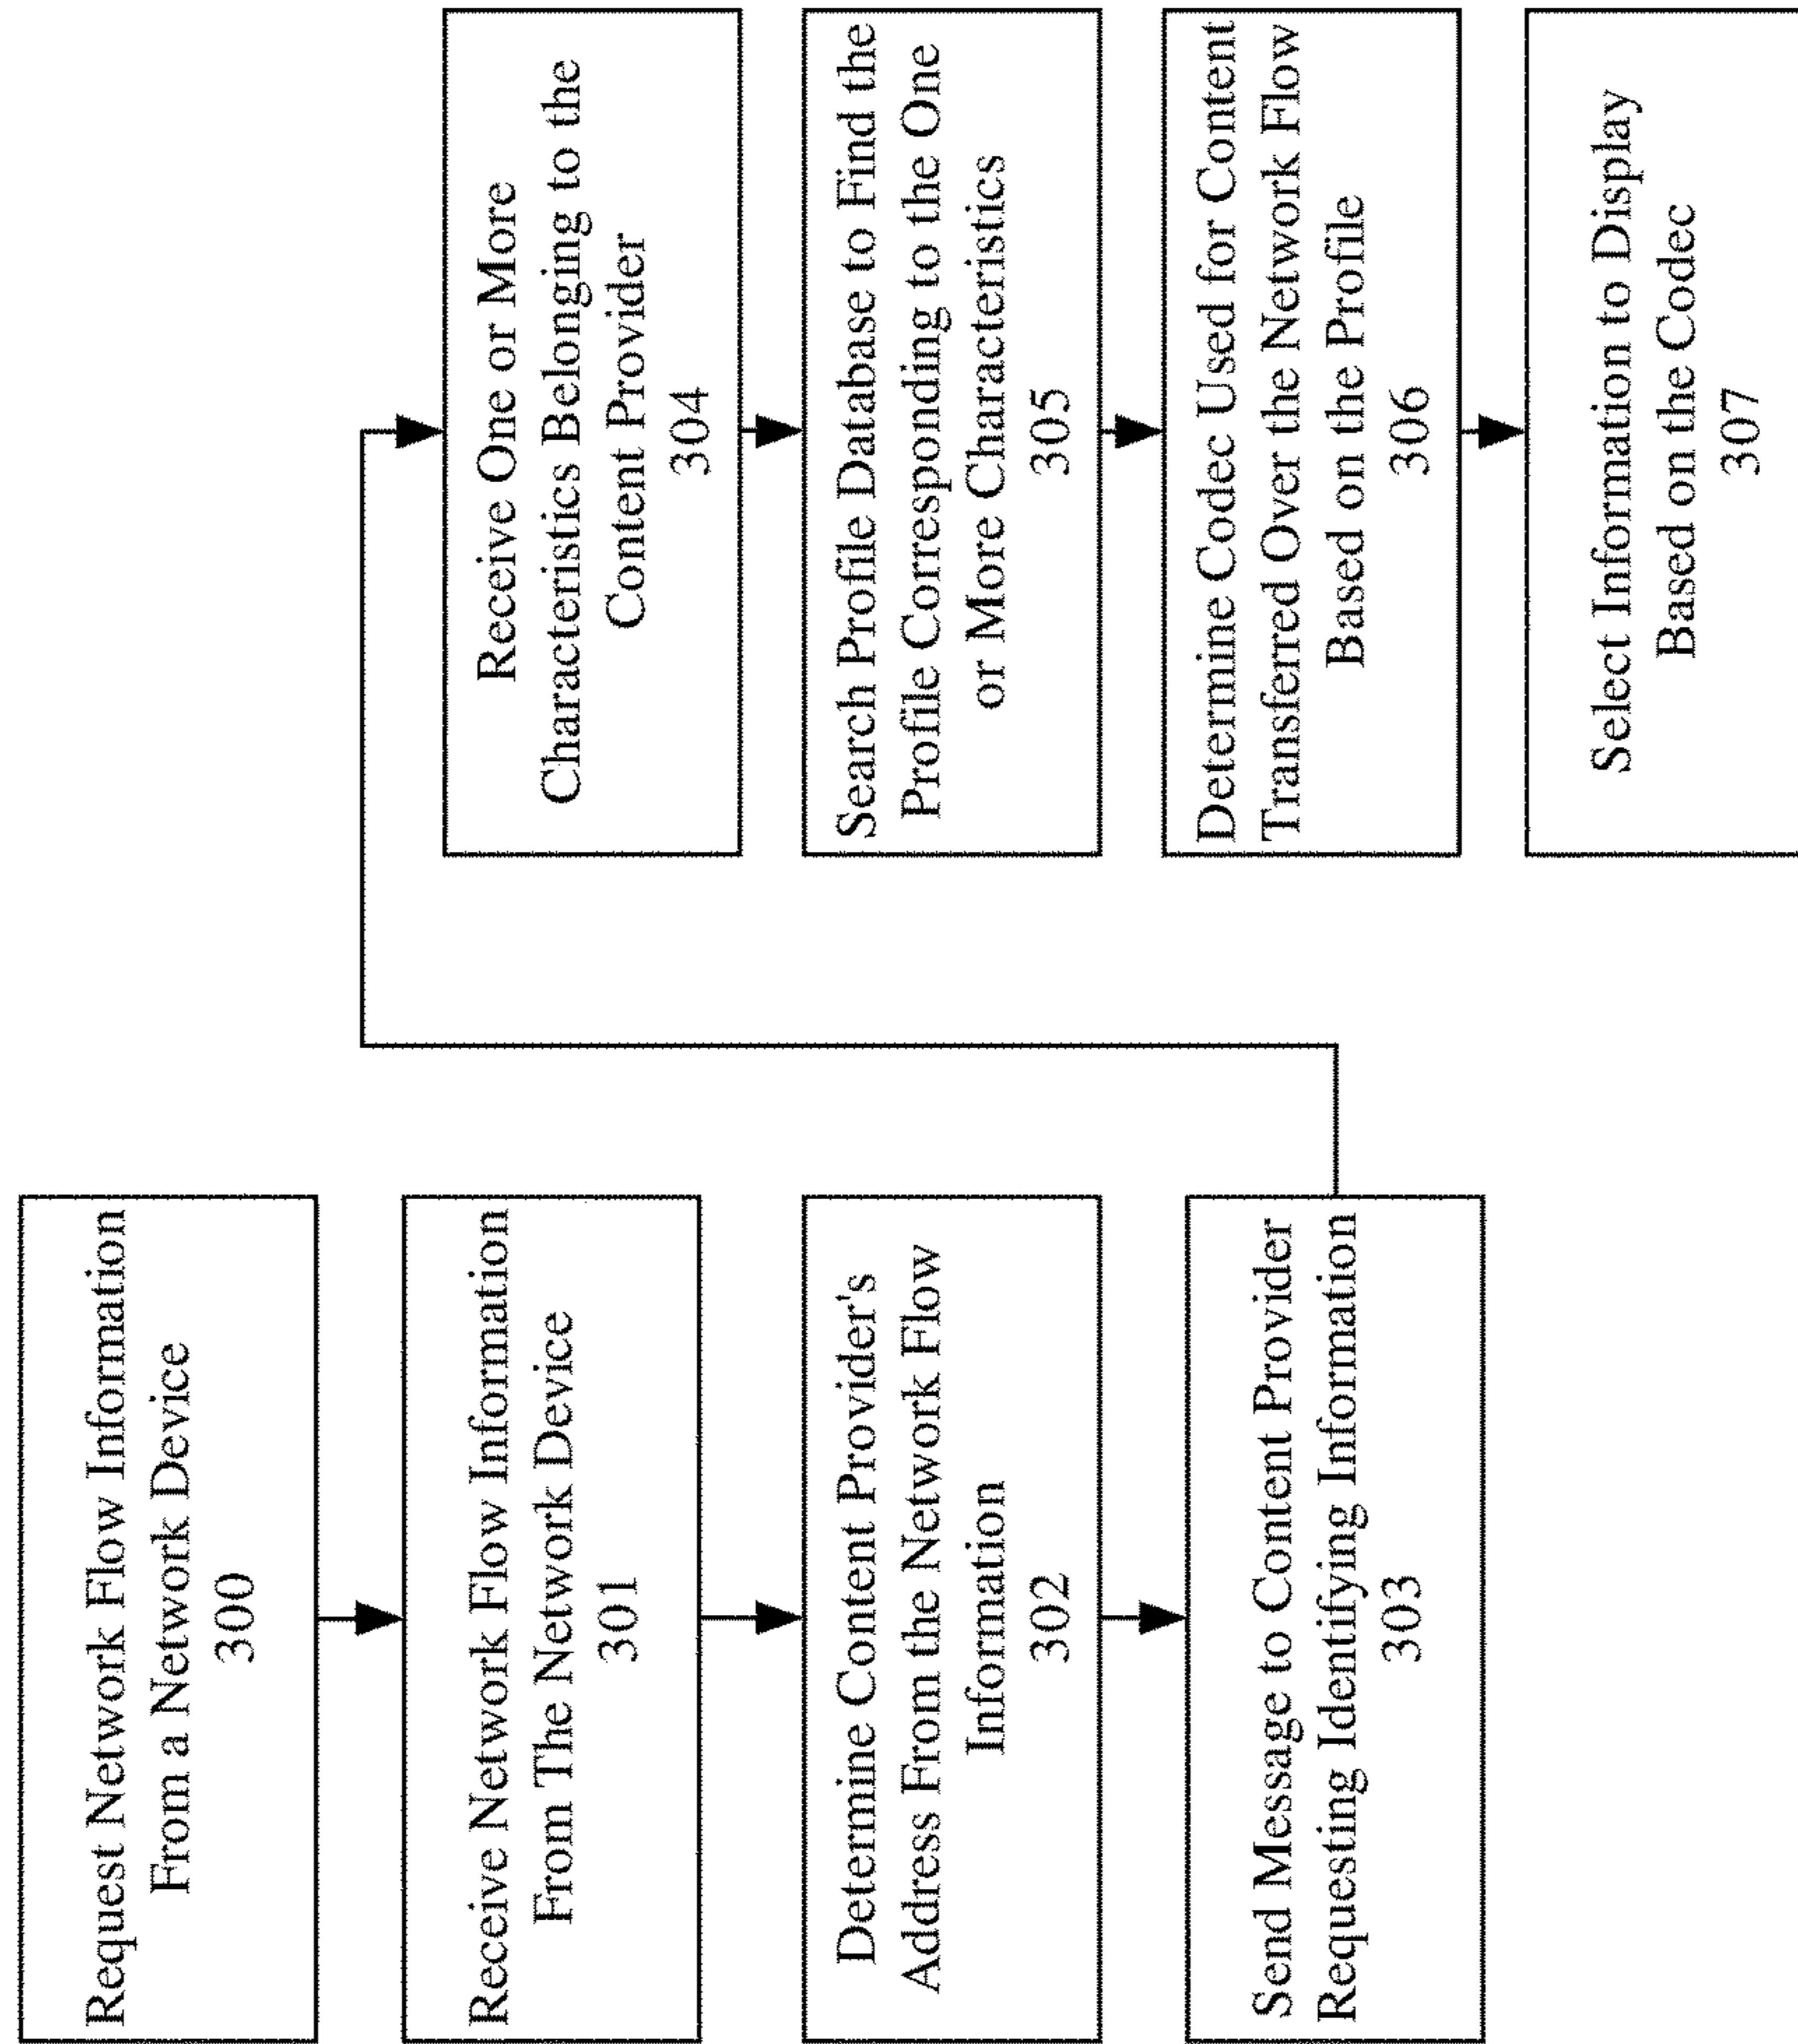 Request Network Flow Information
From a Network Device
300
Receive Network Flow Information
From The Network Device
301
Determine Content Provider's
Address From the Network Flow
Information
302
Send Message to Content Provider
Requesting Identifying Information
303
Receive One or More
Characteristics Belonging to the
Content Provider
304
Search Profile Database to Find the
Profile Corresponding to the One
or More Characteristics
305
Determine Codec Used for Content
Transferred Over the Network Flow
Based on the Profile
306
Select Information to Display
Based on the Codec
307